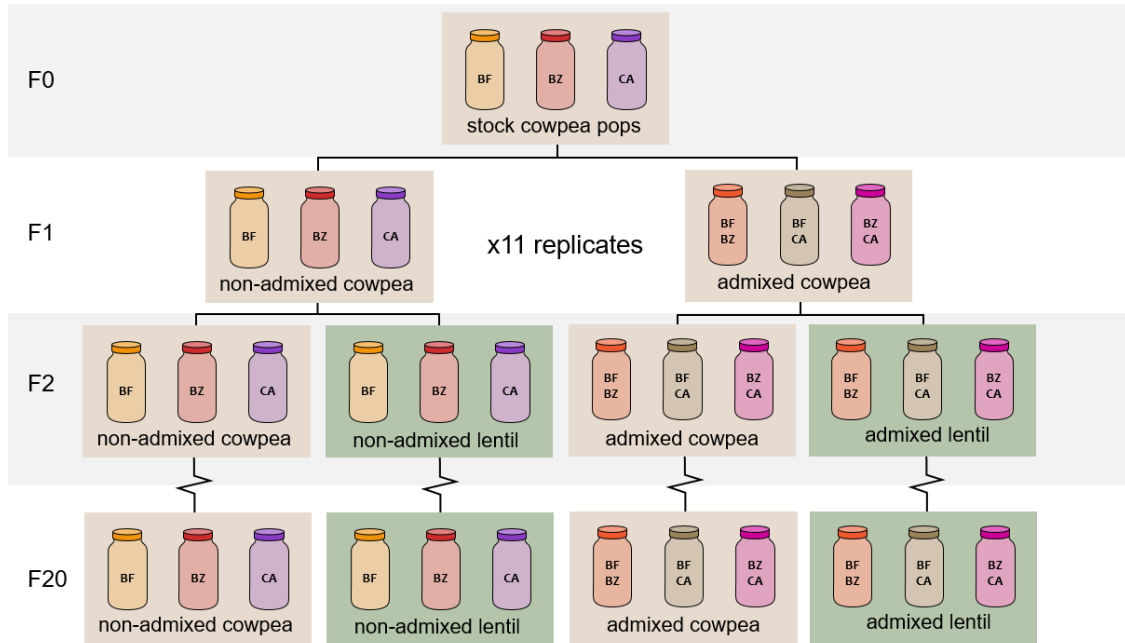 F0
BF BZ CA
stock cowpea pops
F1
BF BZ CA
non-admixed cowpea
x11 replicates
BF BF BZ
BZ CA CA
admixed cowpea
F2
BF BZ CA
non-admixed cowpea
BF BZ CA
non-admixed lentil
BF BF BZ
BZ CA CA
admixed cowpea
BF BF BZ
BZ CA CA
admixed lentil
F20
BF BZ CA
non-admixed cowpea
BF BZ CA
non-admixed lentil
BF BF BZ
BZ CA CA
admixed cowpea
BF BF BZ
BZ CA CA
admixed lentil